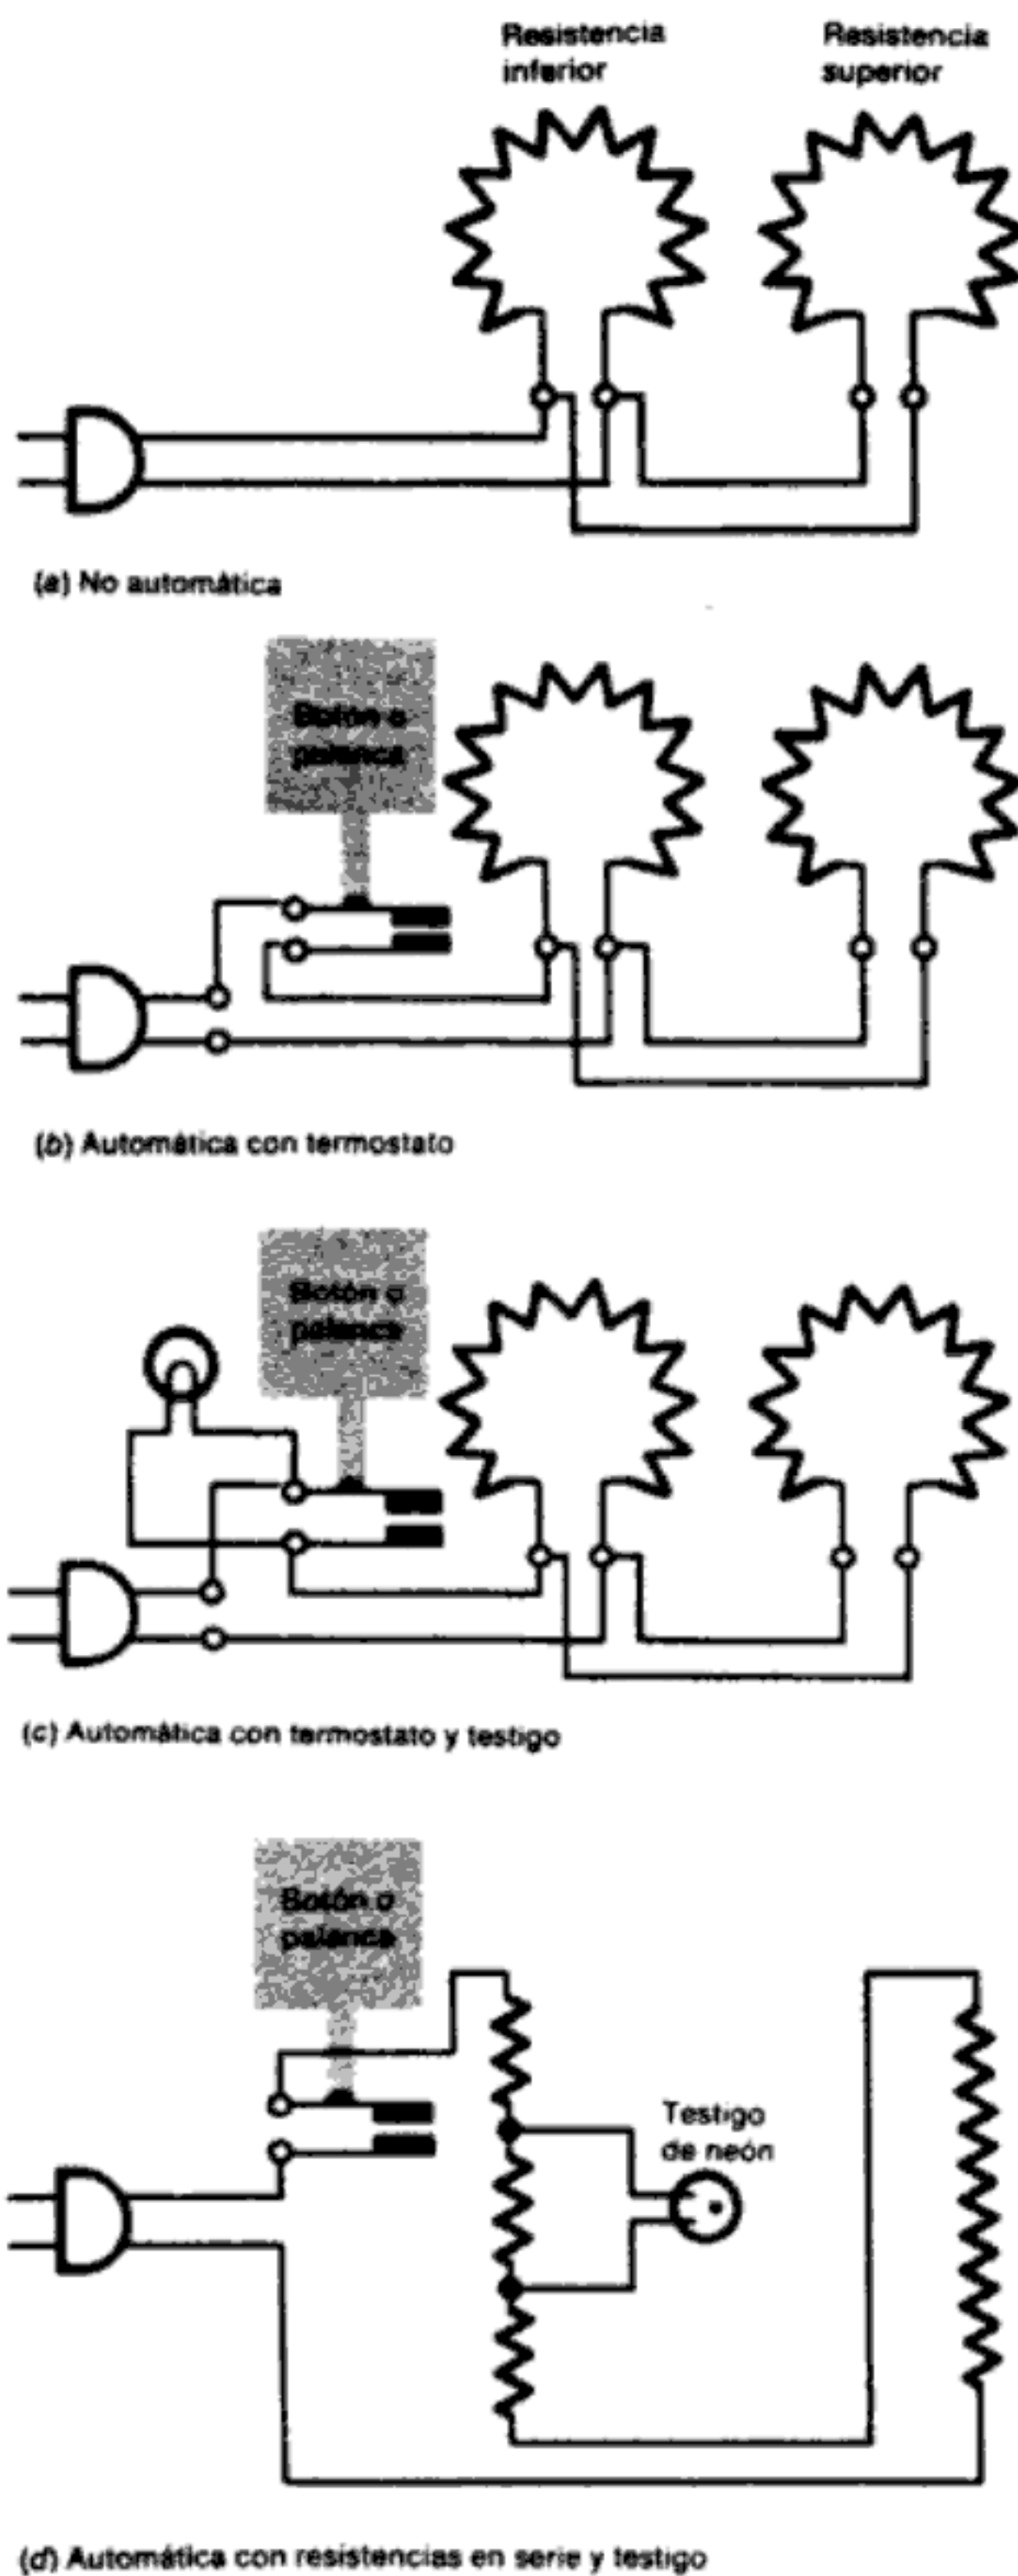 Resistencia
inferior
Resistencia
superior
(a) No automática
Botón o
palanca
(b) Automática con termostato
Botón o
palanca
(c) Automática con termostato y testigo
Botón o
palanca
Testigo
de neón
(d) Automática con resistencias en serie y testigo